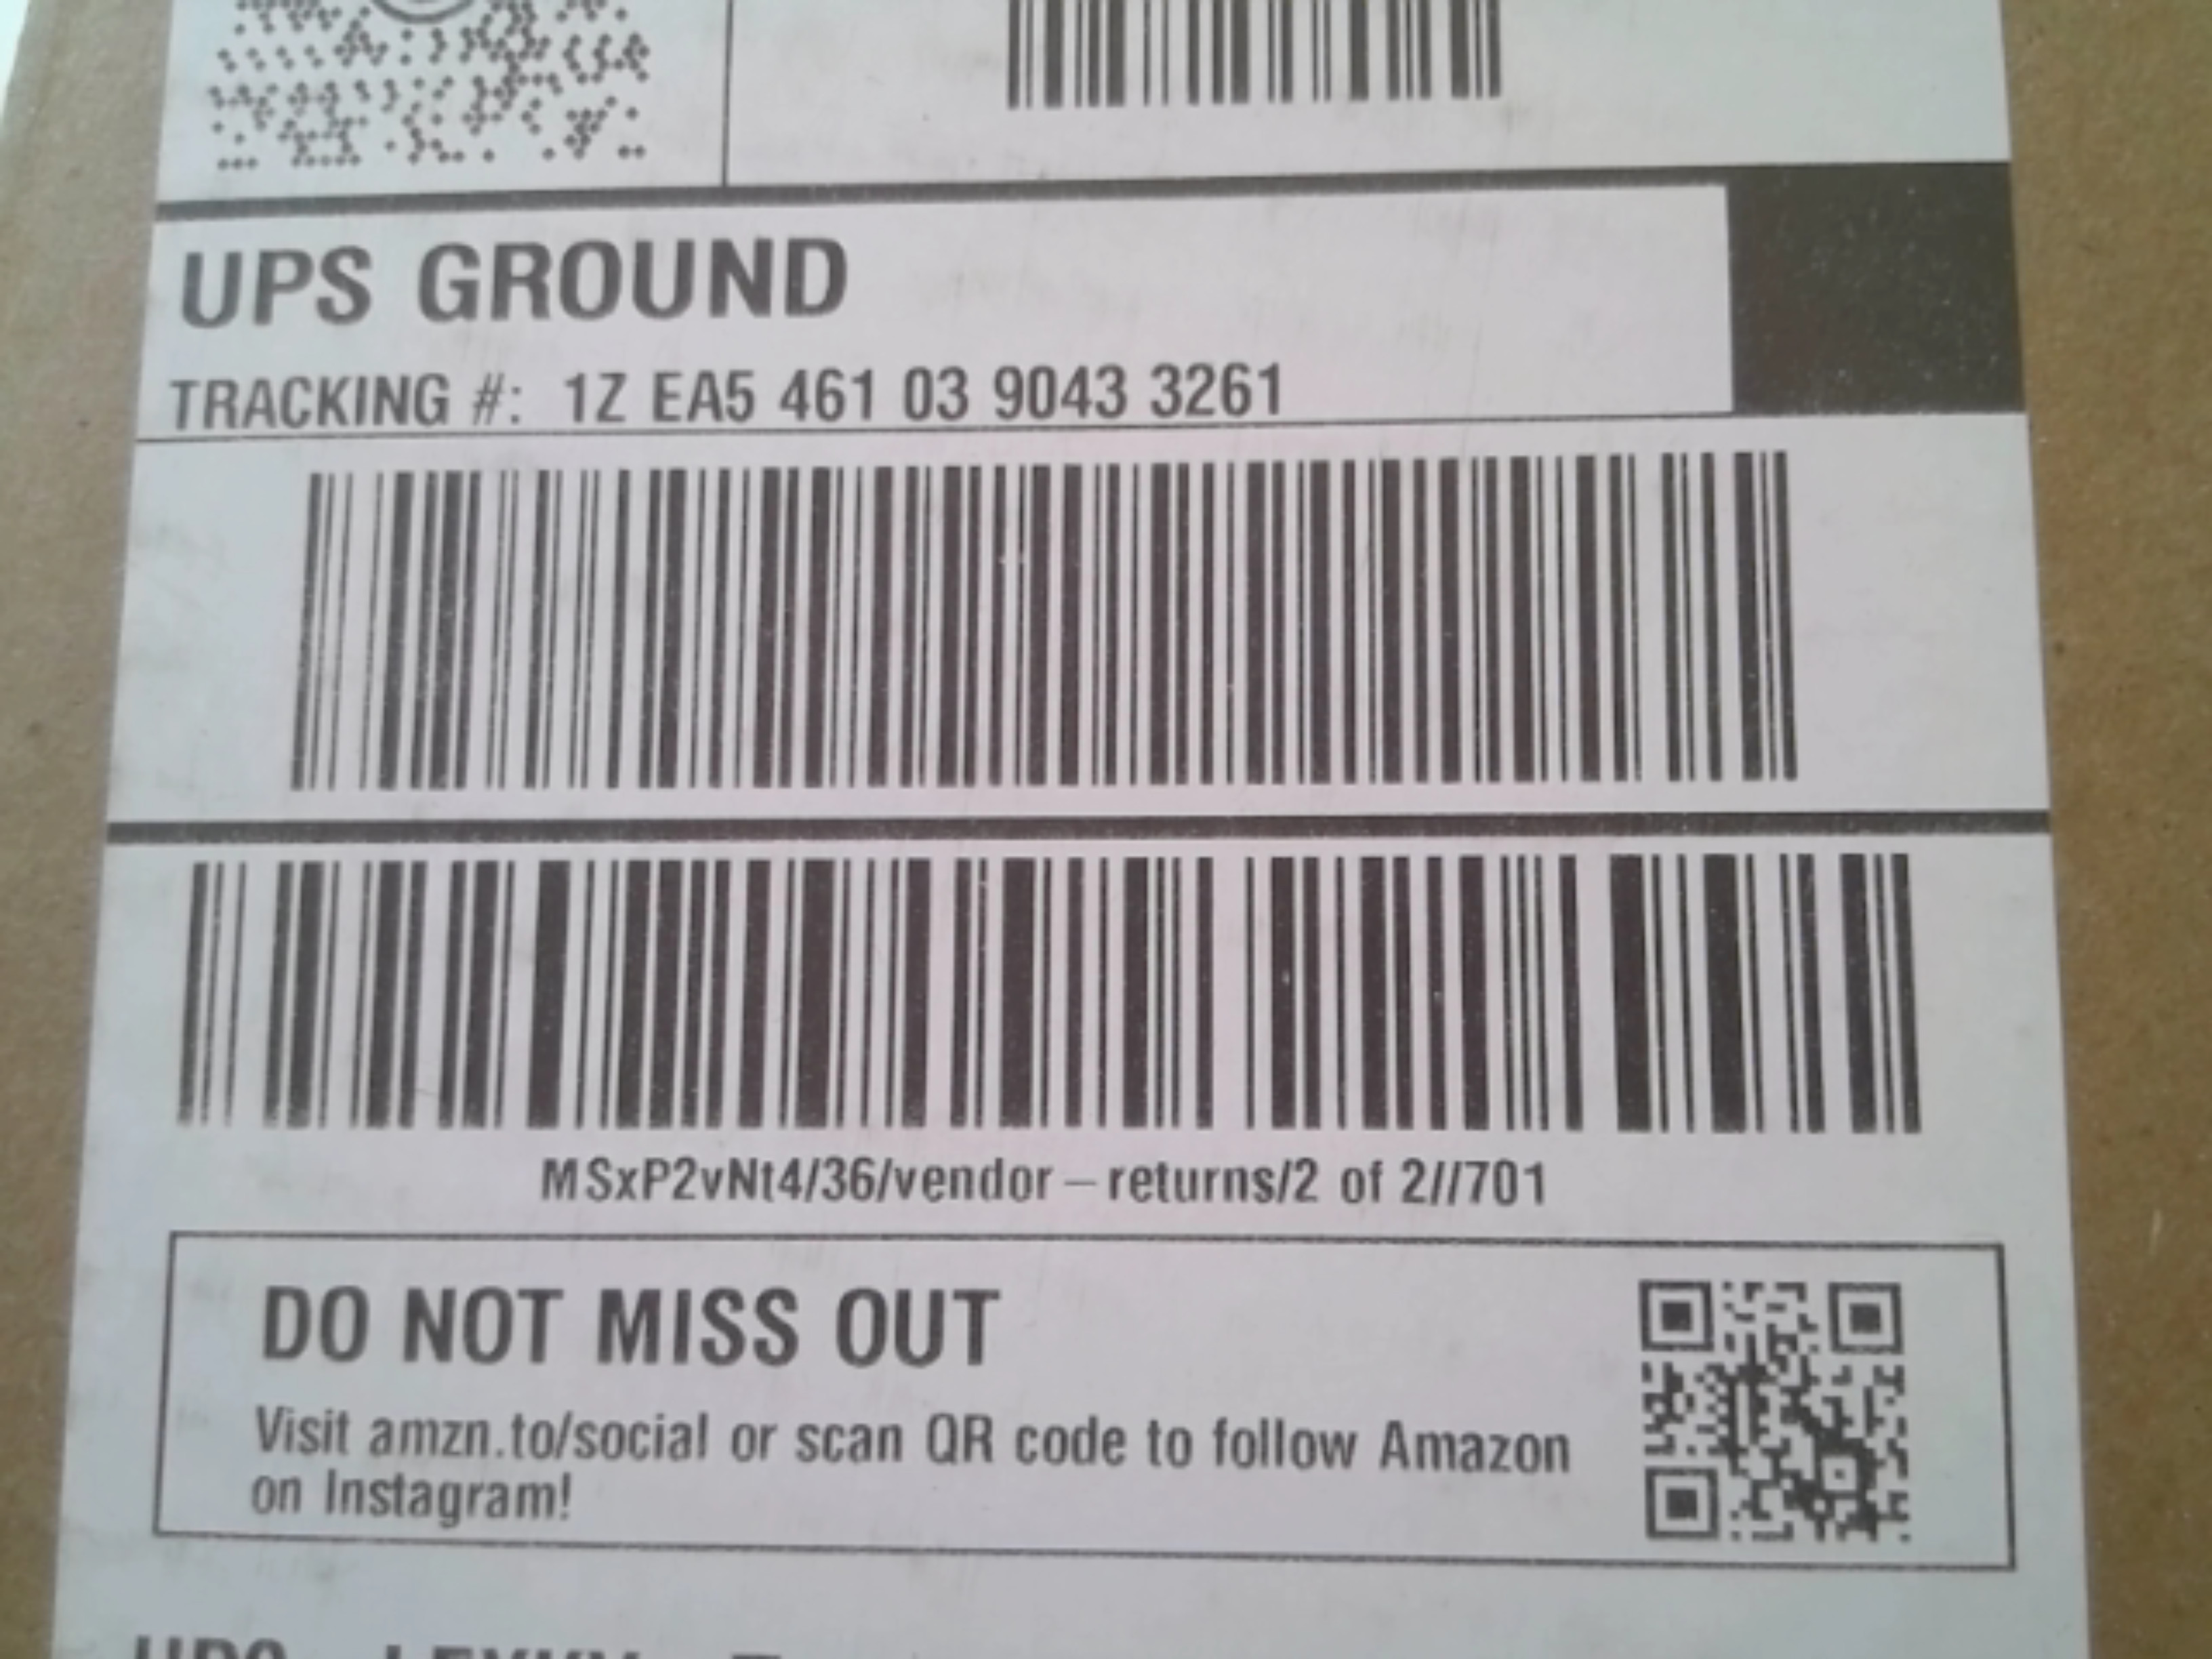 UPS GROUND
TRACKING #: 1Z EA5 461 03 9043 3261
MSxP2vNt4/36/vendor-returns/2 of 2//701
DO NOT MISS OUT
Visit amzn.to/social or scan QR code to follow Amazon
on Instagram!